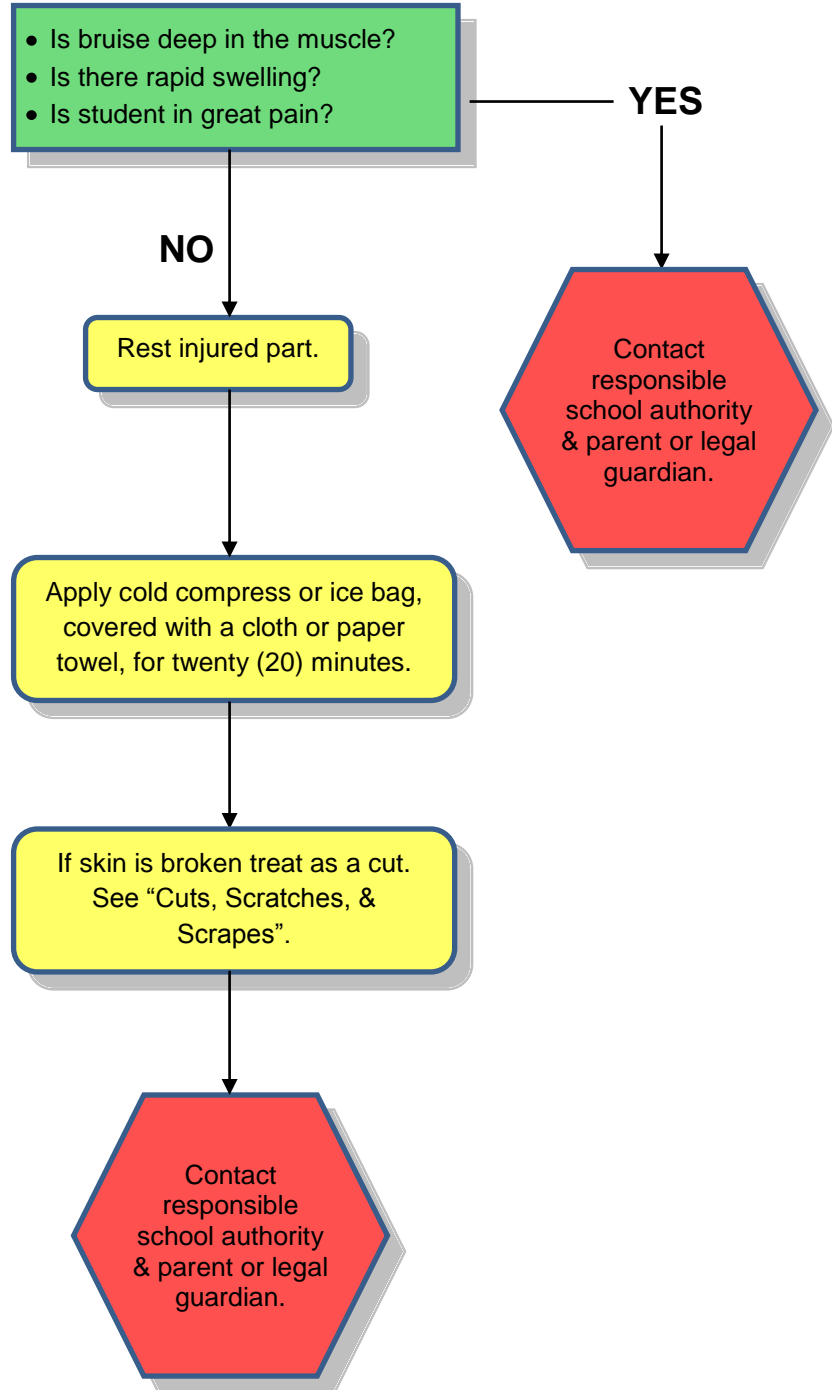 • Is bruise deep in the muscle?
• Is there rapid swelling?
• Is student in great pain?
YES
NO
Rest injured part.
Contact
responsible
school authority
& parent or legal
guardian.
Apply cold compress or ice bag,
covered with a cloth or paper
towel, for twenty (20) minutes.
If skin is broken treat as a cut.
See “Cuts, Scratches, &
Scrapes”.
Contact
responsible
school authority
& parent or legal
guardian.